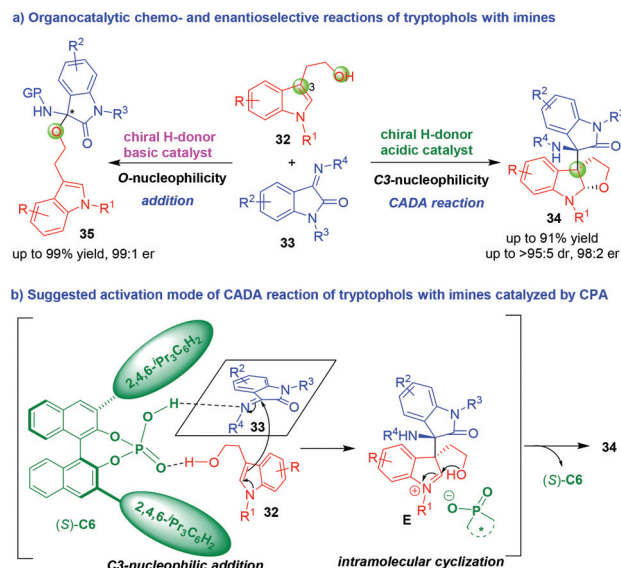 a) Organocatalytic chemo- and enantioselective reactions of tryptophols with imines
R²
GP
HN
*
N
R³
O
O
R
N
R¹
35
up to 99% yield, 99:1 er
chiral H-donor
basic catalyst
O-nucleophilicity
addition
OH
3
R
N
R¹
32
+
N
R⁴
R²
O
N
R³
33
chiral H-donor
acidic catalyst
C3-nucleophilicity
CADA reaction
R²
R³
N
R⁴
NH
O
R
O
N
R¹
34
up to 91% yield
up to >95:5 dr, 98:2 er
b) Suggested activation mode of CADA reaction of tryptophols with imines catalyzed by CPA
2,4,6-ⁱPr₃C₆H₂
O
O
P
O
H
O
(S)-C6
2,4,6-ⁱPr₃C₆H₂
R²
N
R³
N
O
R⁴
33
H
O
R
N
R¹
32
C3-nucleophilic addition
R²
R³
N
R⁴HN
O
R
HO
N
⊕
R¹
E
⊖
O
O
P
*
intramolecular cyclization
(S)-C6
34